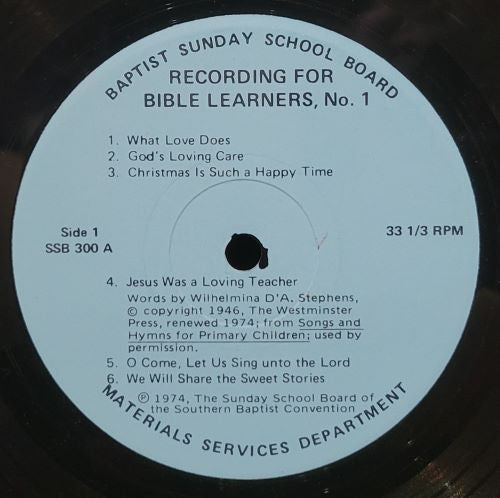 BAPTIST SUNDAY SCHOOL BOARD
RECORDING FOR
BIBLE LEARNERS, No. 1
1. What Love Does
2. God's Loving Care
3. Christmas Is Such a Happy Time
Side 1
SSB 300 A
33 1/3 RPM
4. Jesus Was a Loving Teacher
Words by Wilhelmina D'A. Stephens,
© copyright 1946, The Westminster
Press, renewed 1974; from Songs and
Hymns for Primary Children; used by
permission.
5. O Come, Let Us Sing unto the Lord
6. We Will Share the Sweet Stories
℗ 1974, The Sunday School Board of
the Southern Baptist Convention
MATERIALS SERVICES DEPARTMENT